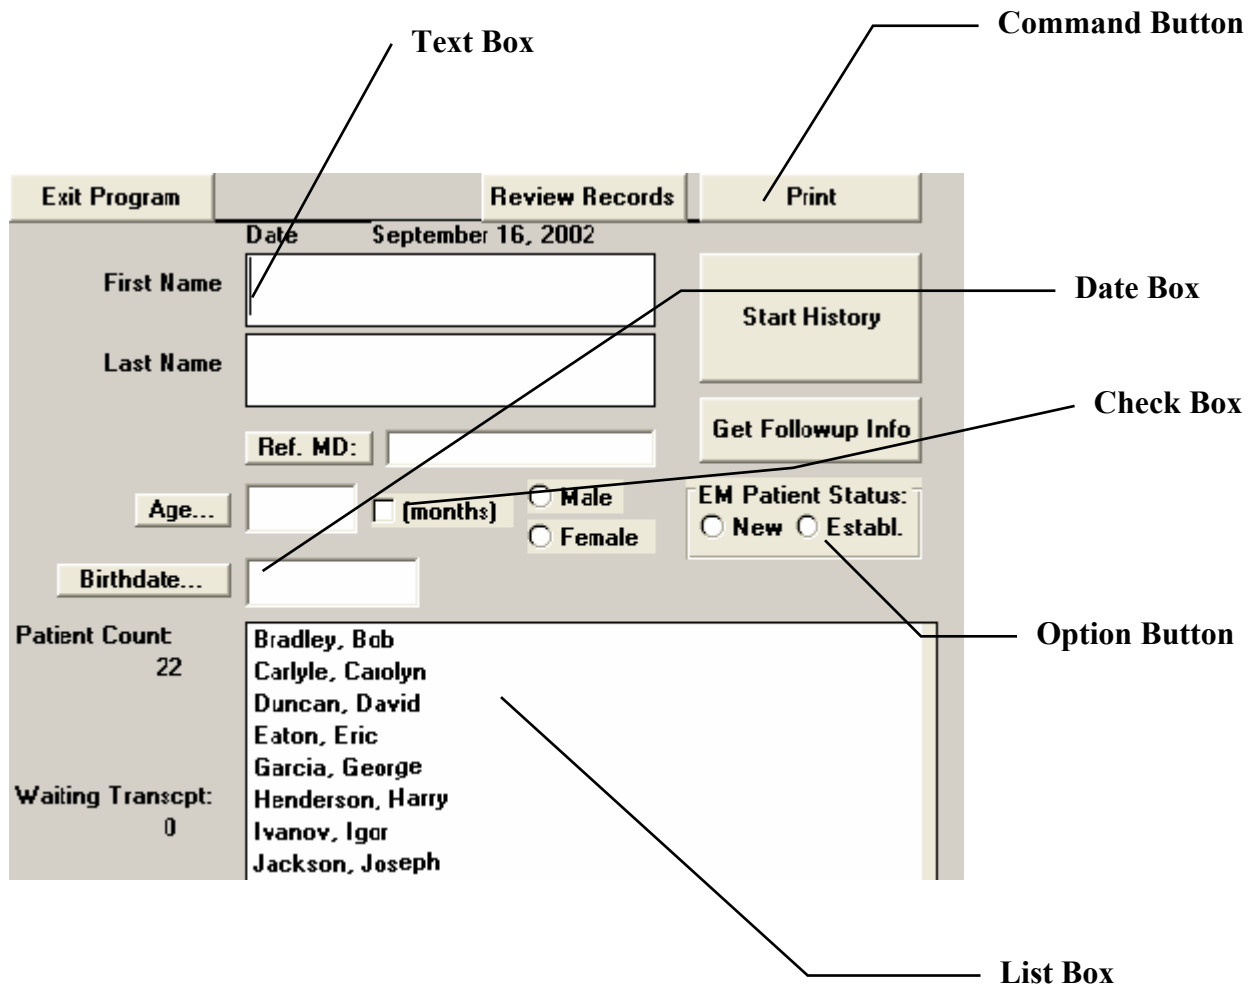 Command Button
Text Box
Exit Program Review Records Print
Date September 16, 2002
First Name
Date Box
Start History
Last Name
Check Box
Get Followup Info
Ref. MD:
Age... (months) Male EM Patient Status:
Female New Establ.
Birthdate...
Patient Count: Bradley, Bob
Option Button
22 Carlyle, Carolyn
Duncan, David
Eaton, Eric
Garcia, George
Waiting Transcpt: Henderson, Harry
0 Ivanov, Igor
Jackson, Joseph
List Box